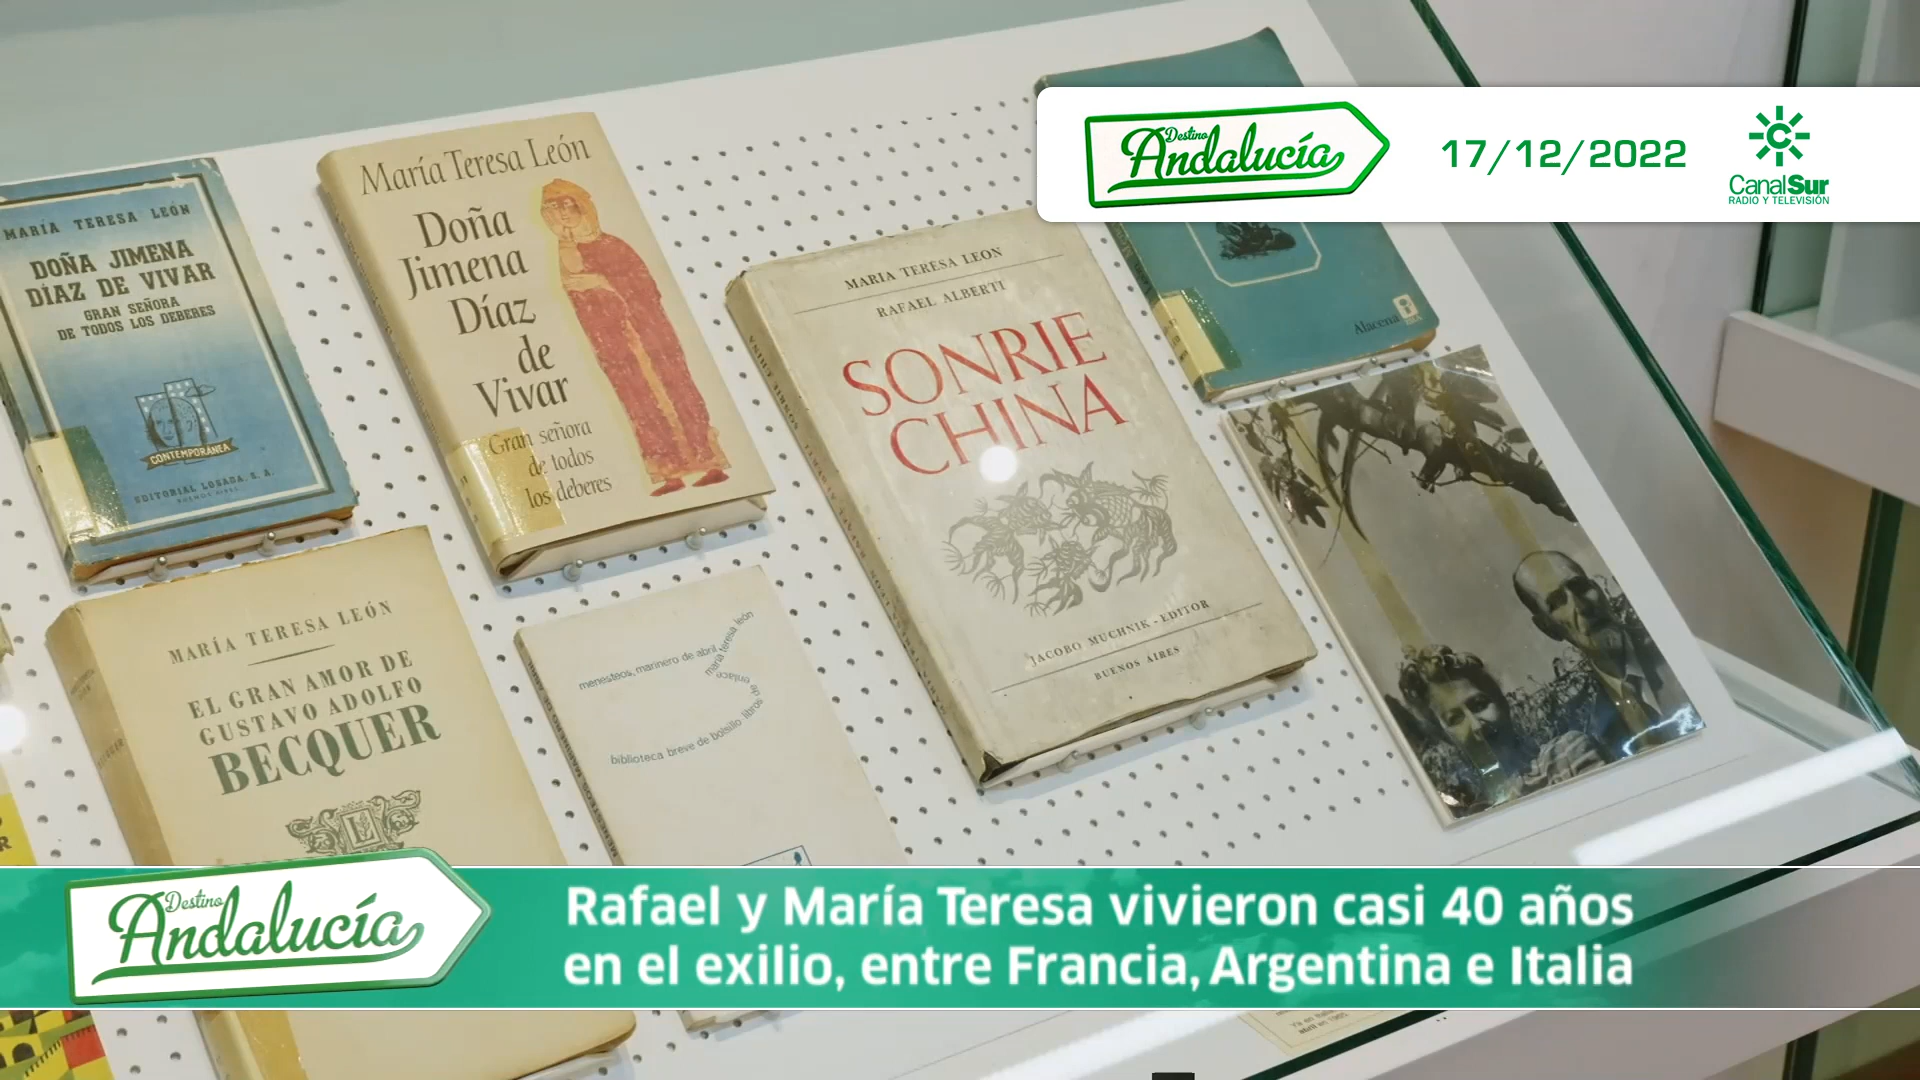 Destino
Andalucía
17/12/2022
CanalSur
RADIO Y TELEVISIÓN
MARÍA TERESA LEÓN
DOÑA JIMENA
DÍAZ DE VIVAR
GRAN SEÑORA
DE TODOS LOS DEBERES
CONTEMPORÁNEA
EDITORIAL LOSADA, S. A.
BUENOS AIRES
María Teresa León
Doña
Jimena
Díaz
de
Vivar
Gran señora
de todos
los deberes
MARIA TERESA LEON
RAFAEL ALBERTI
SONRIE
CHINA
JACOBO MUCHNIK - EDITOR
BUENOS AIRES
SONRIE CHINA
Alacena
MARÍA TERESA LEÓN
EL GRAN AMOR DE
GUSTAVO ADOLFO
BECQUER
menesteos, marinero de abril
maría teresa león
biblioteca breve de bolsillo libros de enlace
Destino
Andalucía
Rafael y María Teresa vivieron casi 40 años
en el exilio, entre Francia, Argentina e Italia